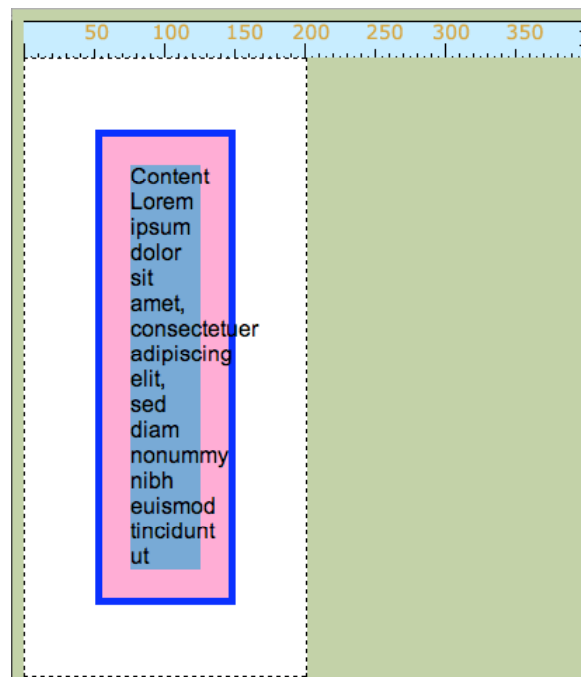 50 100 150 200 250 300 350
Content
Lorem
ipsum
dolor
sit
amet,
consectetuer
adipiscing
elit,
sed
diam
nonummy
nibh
euismod
tincidunt
ut